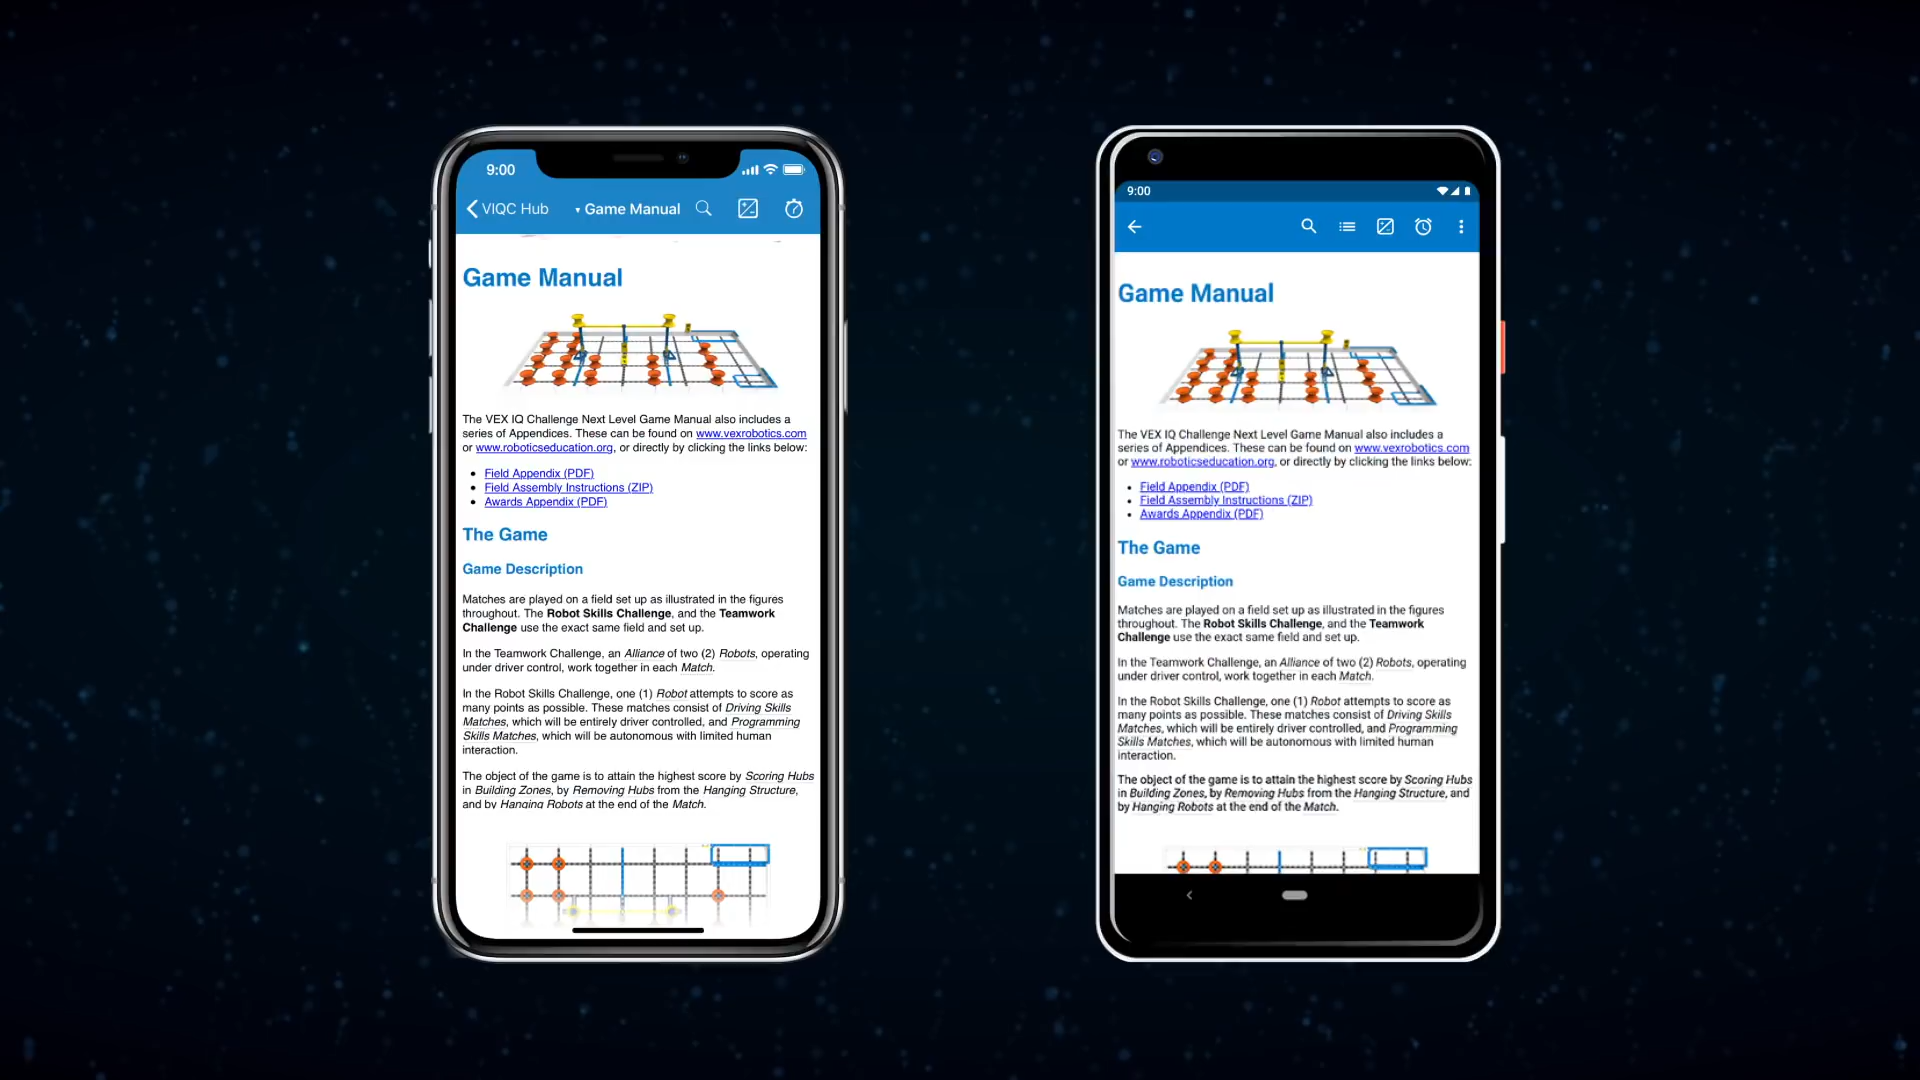 9:00
VIQC Hub
Game Manual
Game Manual
The VEX IQ Challenge Next Level Game Manual also includes a
series of Appendices. These can be found on www.vexrobotics.com
or www.roboticseducation.org, or directly by clicking the links below:
Field Appendix (PDF)
Field Assembly Instructions (ZIP)
Awards Appendix (PDF)
The Game
Game Description
Matches are played on a field set up as illustrated in the figures
throughout. The Robot Skills Challenge, and the Teamwork
Challenge use the exact same field and set up.
In the Teamwork Challenge, an Alliance of two (2) Robots, operating
under driver control, work together in each Match.
In the Robot Skills Challenge, one (1) Robot attempts to score as
many points as possible. These matches consist of Driving Skills
Matches, which will be entirely driver controlled, and Programming
Skills Matches, which will be autonomous with limited human
interaction.
The object of the game is to attain the highest score by Scoring Hubs
in Building Zones, by Removing Hubs from the Hanging Structure,
and by Hanging Robots at the end of the Match.
9:00
Game Manual
The VEX IQ Challenge Next Level Game Manual also includes a
series of Appendices. These can be found on www.vexrobotics.com
or www.roboticseducation.org, or directly by clicking the links below:
Field Appendix (PDF)
Field Assembly Instructions (ZIP)
Awards Appendix (PDF)
The Game
Game Description
Matches are played on a field set up as illustrated in the figures
throughout. The Robot Skills Challenge, and the Teamwork
Challenge use the exact same field and set up.
In the Teamwork Challenge, an Alliance of two (2) Robots, operating
under driver control, work together in each Match.
In the Robot Skills Challenge, one (1) Robot attempts to score as
many points as possible. These matches consist of Driving Skills
Matches, which will be entirely driver controlled, and Programming
Skills Matches, which will be autonomous with limited human
interaction.
The object of the game is to attain the highest score by Scoring Hubs
in Building Zones, by Removing Hubs from the Hanging Structure, and
by Hanging Robots at the end of the Match.